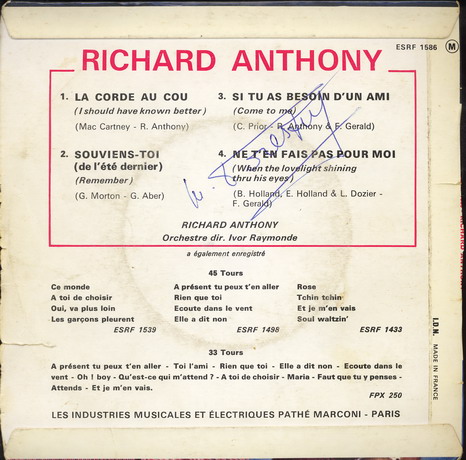 ESRF 1586 M
RICHARD ANTHONY
1. LA CORDE AU COU
(I should have known better)
(Mac Cartney - R. Anthony)
2. SOUVIENS-TOI
(de l'été dernier)
(Remember)
(G. Morton - G. Aber)
3. SI TU AS BESOIN D'UN AMI
(Come to me)
(C. Prior - R. Anthony & F. Gerald)
4. NE T'EN FAIS PAS POUR MOI
(When the lovelight shining
thru his eyes)
(B. Holland, E. Holland & L. Dozier -
F. Gerald)
RICHARD ANTHONY
Orchestre dir. Ivor Raymonde
a également enregistré
45 Tours
Ce monde
A toi de choisir
Oui, va plus loin
Les garçons pleurent
ESRF 1539
A présent tu peux t'en aller
Rien que toi
Ecoute dans le vent
Elle a dit non
ESRF 1498
Rose
Tchin tchin
Et je m'en vais
Soul waltzin'
ESRF 1433
33 Tours
A présent tu peux t'en aller - Toi l'ami - Rien que toi - Elle a dit non - Ecoute dans le
vent - Oh ! boy - Qu'est-ce qui m'attend ? - A toi de choisir - Maria - Faut que tu y penses -
Attends - Et je m'en vais.
FPX 250
LES INDUSTRIES MUSICALES ET ÉLECTRIQUES PATHÉ MARCONI - PARIS
I.D.N. MADE IN FRANCE